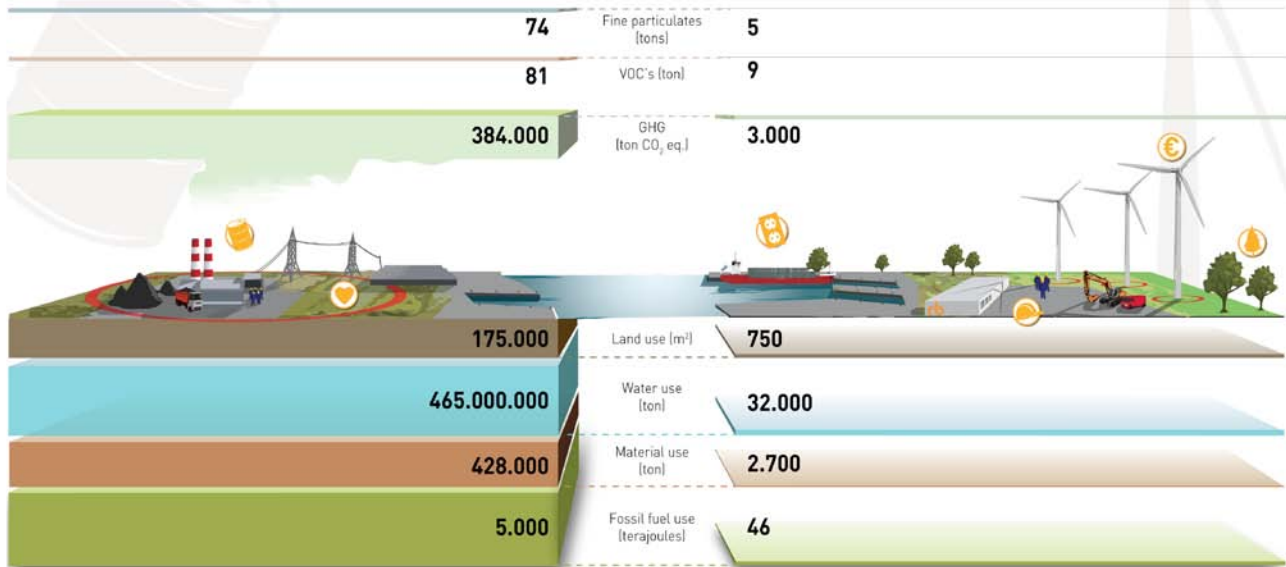 74 Fine particulates 5
(tons)
81 VOC's (ton) 9
384.000 GHG 3.000
(ton CO₂ eq.)
€
175.000 Land use (m²) 750
465.000.000 Water use 32.000
(ton)
428.000 Material use 2.700
(ton)
5.000 Fossil fuel use 46
(terajoules)